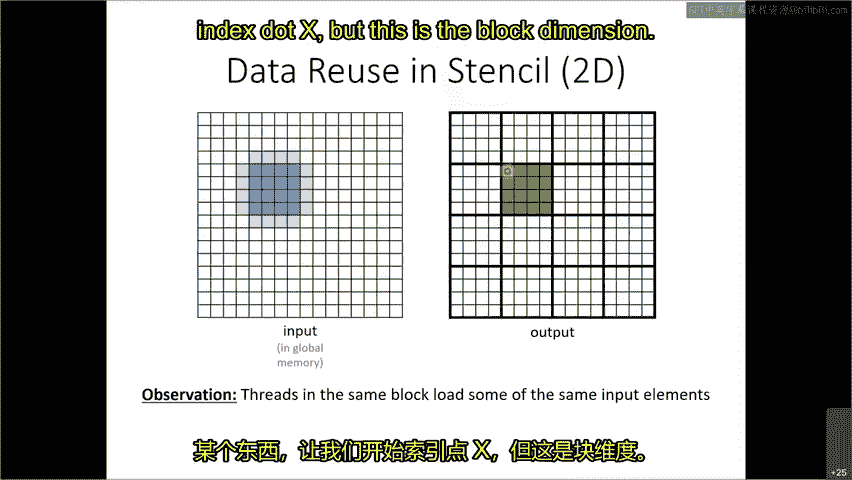 index dot X, but this is the block dimension.
Data Reuse in Stencil (2D)
input
(in global
memory)
output
Observation: Threads in the same block load some of the same input elements
某个东西，让我们开始索引点 X，但这是块维度。
+25